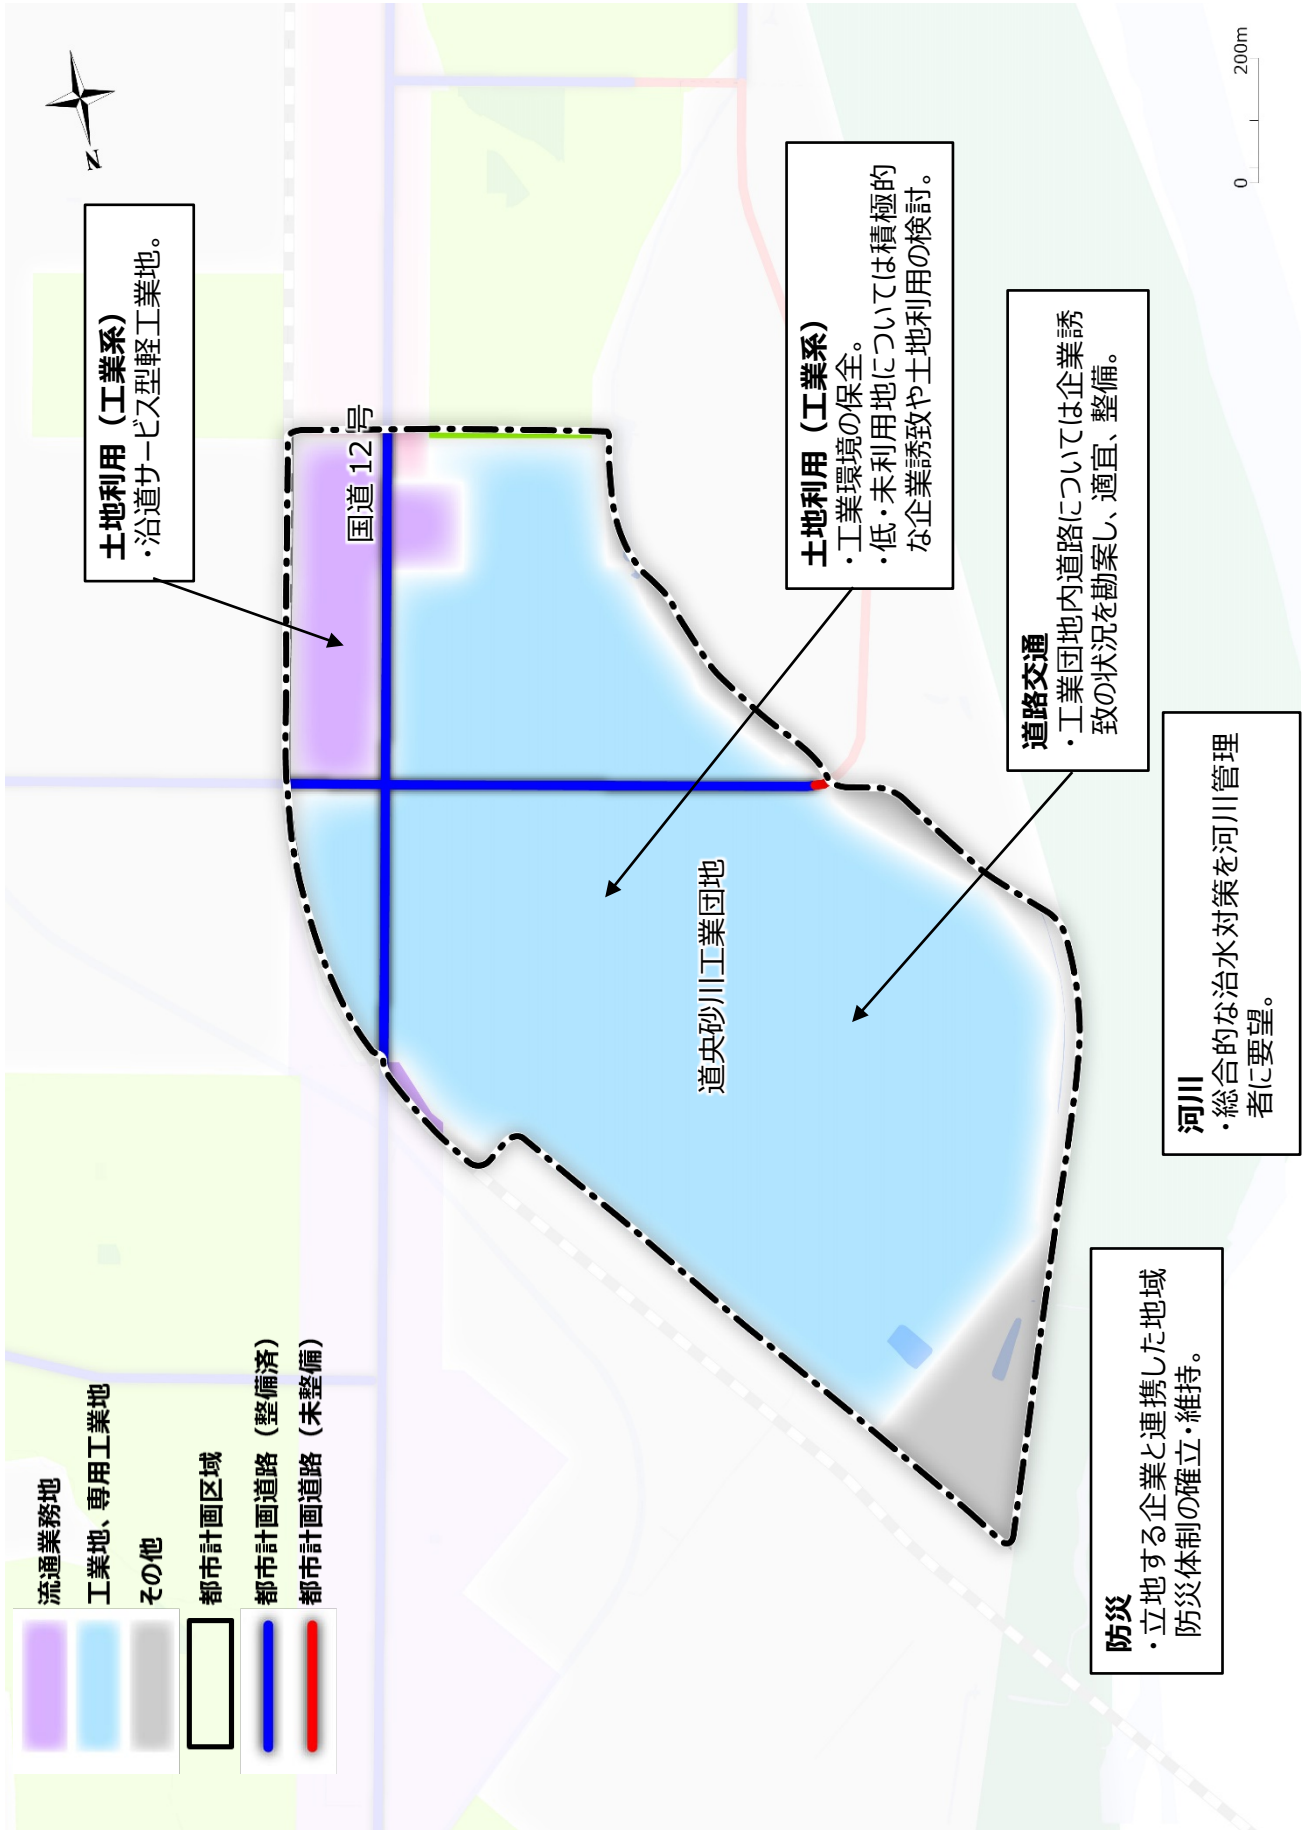 流通業務地
工業地、専用工業地
その他
都市計画区域
都市計画道路（整備済）
都市計画道路（未整備）
土地利用（工業系）
・沿道サービス型軽工業地。
国道 12 号
N
土地利用（工業系）
・工業環境の保全。
・低・未利用地については積極的
な企業誘致や土地利用の検討。
道央砂川工業団地
道路交通
・工業団地内道路については企業誘
致の状況を勘案し、適宜、整備。
防災
・立地する企業と連携した地域
防災体制の確立・維持。
河川
・総合的な治水対策を河川管理
者に要望。
0
200m